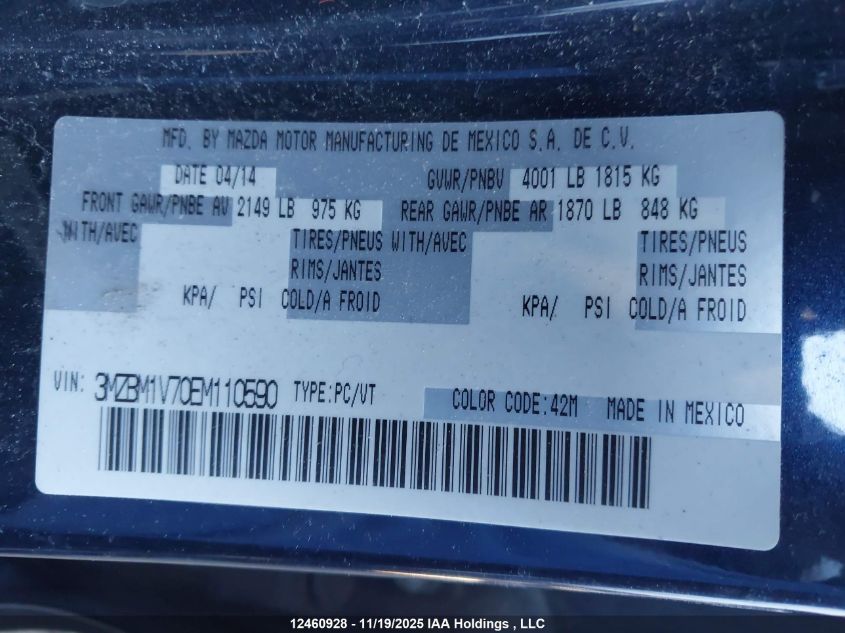 MFD. BY MAZDA MOTOR MANUFACTURING DE MEXICO S.A. DE C.V.
DATE 04/14 GVWR/PNBV 4001 LB 1815 KG
FRONT GAWR/PNBE AV 2149 LB 975 KG REAR GAWR/PNBE AR 1870 LB 848 KG
WITH/AVEC TIRES/PNEUS WITH/AVEC TIRES/PNEUS
RIMS/JANTES RIMS/JANTES
KPA/ PSI COLD/A FROID KPA/ PSI COLD/A FROID
VIN: 3MZBM1V70EM110590 TYPE:PC/VT COLOR CODE:42M MADE IN MEXICO
12460928 - 11/19/2025 IAA Holdings , LLC